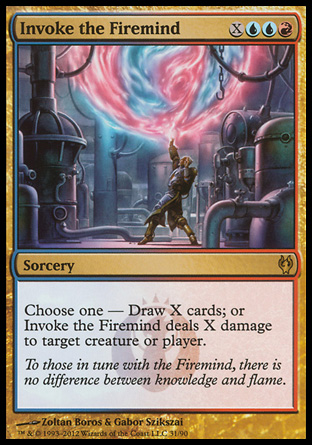 Invoke the Firemind X
Sorcery
Choose one — Draw X cards; or
Invoke the Firemind deals X damage
to target creature or player.
To those in tune with the Firemind, there is
no difference between knowledge and flame.
Zoltan Boros & Gabor Szikszai
™ & © 1993-2012 Wizards of the Coast LLC 31/90